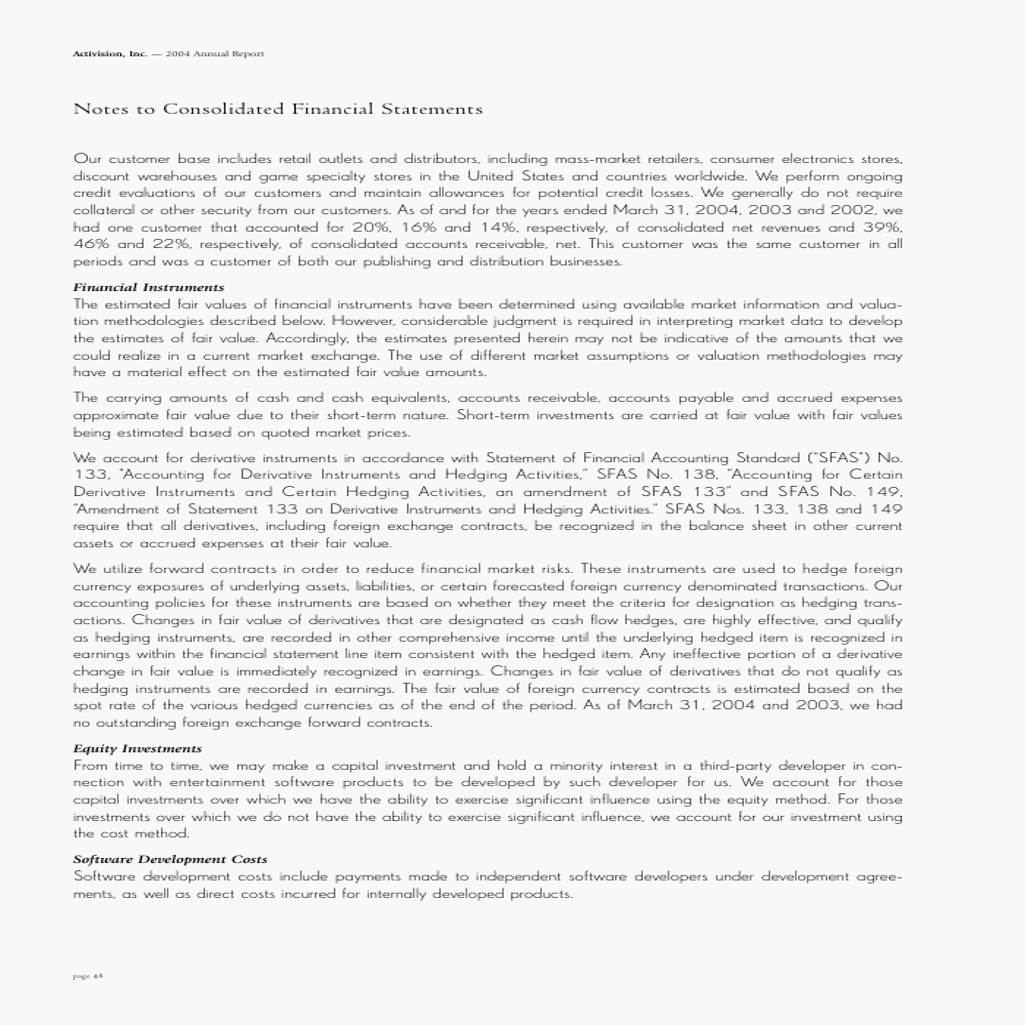 Activision, Inc. — 2004 Annual Report
Notes to Consolidated Financial Statements
Our customer base includes retail outlets and distributors, including mass-market retailers, consumer electronics stores,
discount warehouses and game specialty stores in the United States and countries worldwide. We perform ongoing
credit evaluations of our customers and maintain allowances for potential credit losses. We generally do not require
collateral or other security from our customers. As of and for the years ended March 31, 2004, 2003 and 2002, we
had one customer that accounted for 20%, 16% and 14%, respectively, of consolidated net revenues and 39%,
46% and 22%, respectively, of consolidated accounts receivable, net. This customer was the same customer in all
periods and was a customer of both our publishing and distribution businesses.
Financial Instruments
The estimated fair values of financial instruments have been determined using available market information and valua-
tion methodologies described below. However, considerable judgment is required in interpreting market data to develop
the estimates of fair value. Accordingly, the estimates presented herein may not be indicative of the amounts that we
could realize in a current market exchange. The use of different market assumptions or valuation methodologies may
have a material effect on the estimated fair value amounts.
The carrying amounts of cash and cash equivalents, accounts receivable, accounts payable and accrued expenses
approximate fair value due to their short-term nature. Short-term investments are carried at fair value with fair values
being estimated based on quoted market prices.
We account for derivative instruments in accordance with Statement of Financial Accounting Standard ("SFAS") No.
133, "Accounting for Derivative Instruments and Hedging Activities," SFAS No. 138, "Accounting for Certain
Derivative Instruments and Certain Hedging Activities, an amendment of SFAS 133" and SFAS No. 149,
"Amendment of Statement 133 on Derivative Instruments and Hedging Activities." SFAS Nos. 133, 138 and 149
require that all derivatives, including foreign exchange contracts, be recognized in the balance sheet in other current
assets or accrued expenses at their fair value.
We utilize forward contracts in order to reduce financial market risks. These instruments are used to hedge foreign
currency exposures of underlying assets, liabilities, or certain forecasted foreign currency denominated transactions. Our
accounting policies for these instruments are based on whether they meet the criteria for designation as hedging trans-
actions. Changes in fair value of derivatives that are designated as cash flow hedges, are highly effective, and qualify
as hedging instruments, are recorded in other comprehensive income until the underlying hedged item is recognized in
earnings within the financial statement line item consistent with the hedged item. Any ineffective portion of a derivative
change in fair value is immediately recognized in earnings. Changes in fair value of derivatives that do not qualify as
hedging instruments are recorded in earnings. The fair value of foreign currency contracts is estimated based on the
spot rate of the various hedged currencies as of the end of the period. As of March 31, 2004 and 2003, we had
no outstanding foreign exchange forward contracts.
Equity Investments
From time to time, we may make a capital investment and hold a minority interest in a third-party developer in con-
nection with entertainment software products to be developed by such developer for us. We account for those
capital investments over which we have the ability to exercise significant influence using the equity method. For those
investments over which we do not have the ability to exercise significant influence, we account for our investment using
the cost method.
Software Development Costs
Software development costs include payments made to independent software developers under development agree-
ments, as well as direct costs incurred for internally developed products.
page 48